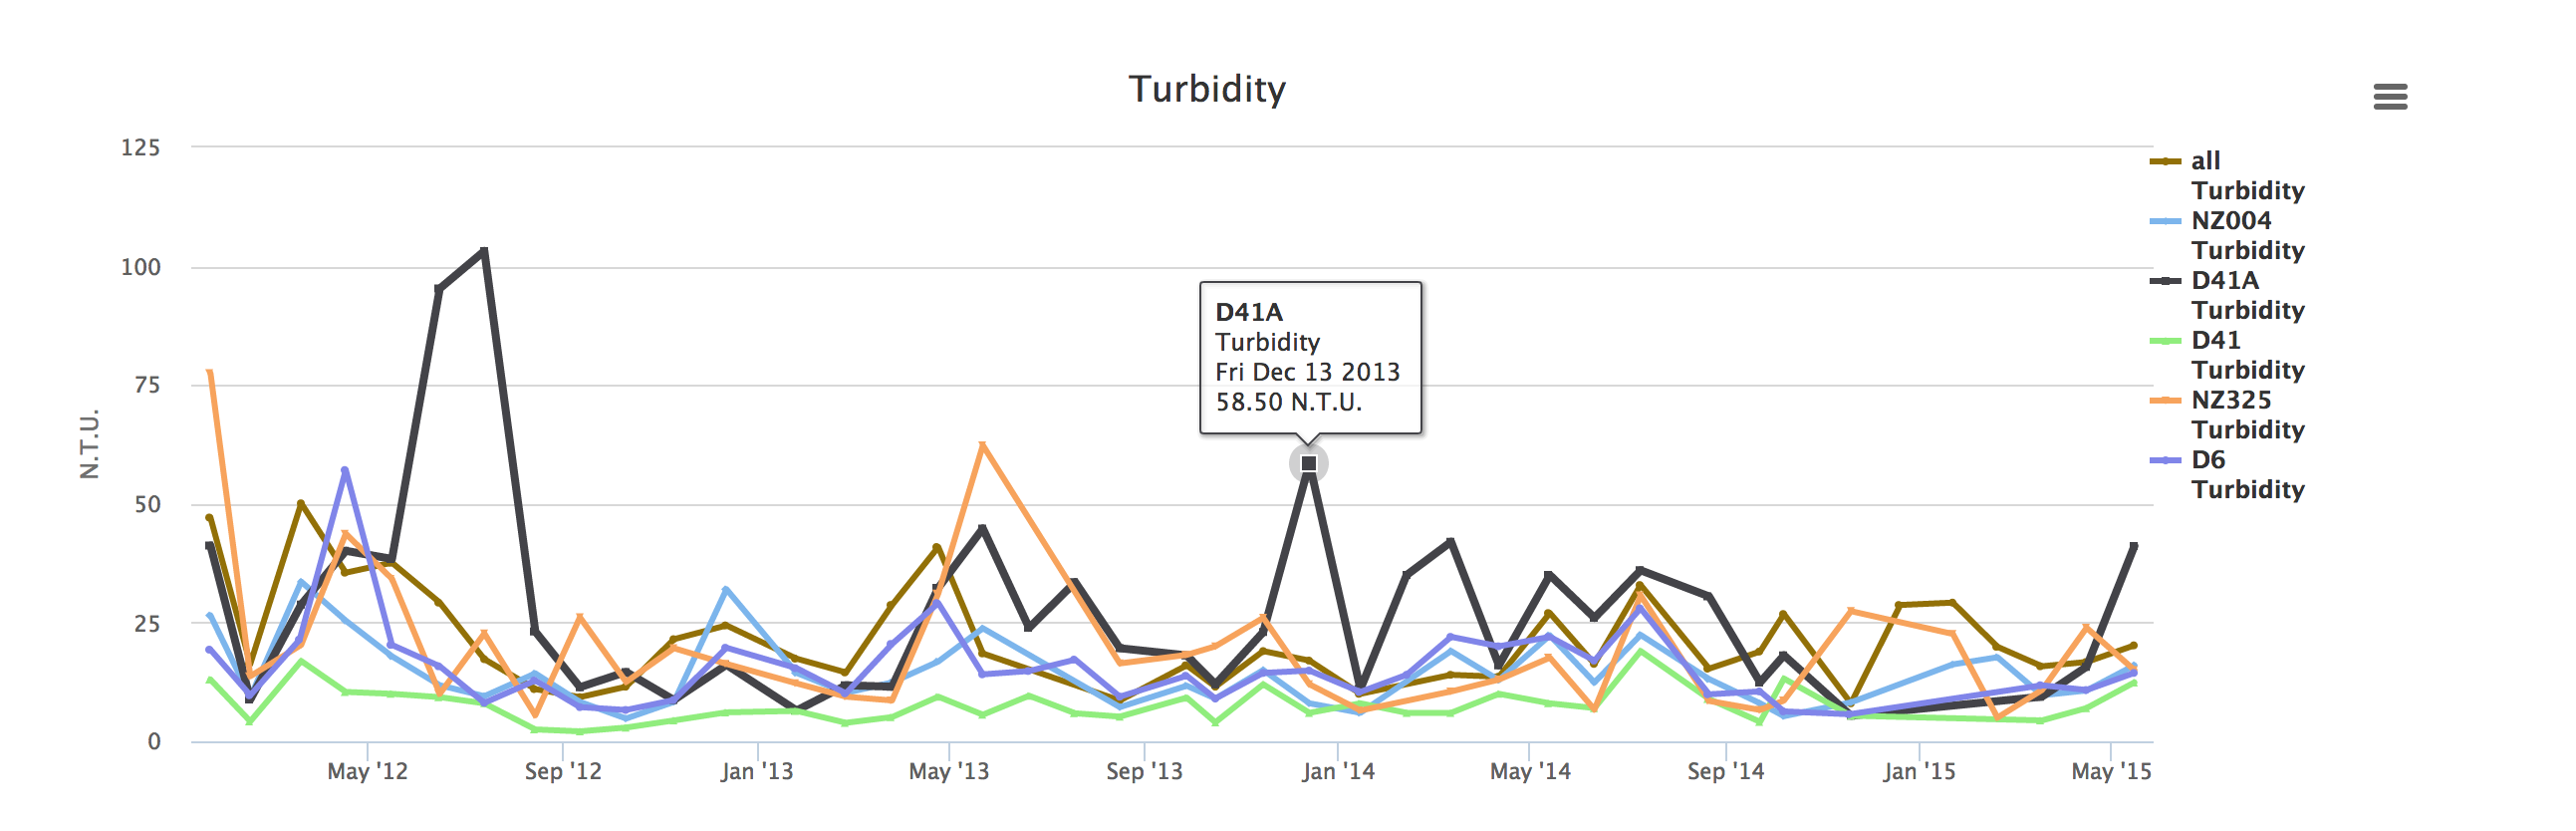 Turbidity
125
100
75
50
25
0
N.T.U.
May '12
Sep '12
Jan '13
May '13
Sep '13
Jan '14
May '14
Sep '14
Jan '15
May '15
D41A
Turbidity
Fri Dec 13 2013
58.50 N.T.U.
all
Turbidity
NZ004
Turbidity
D41A
Turbidity
D41
Turbidity
NZ325
Turbidity
D6
Turbidity